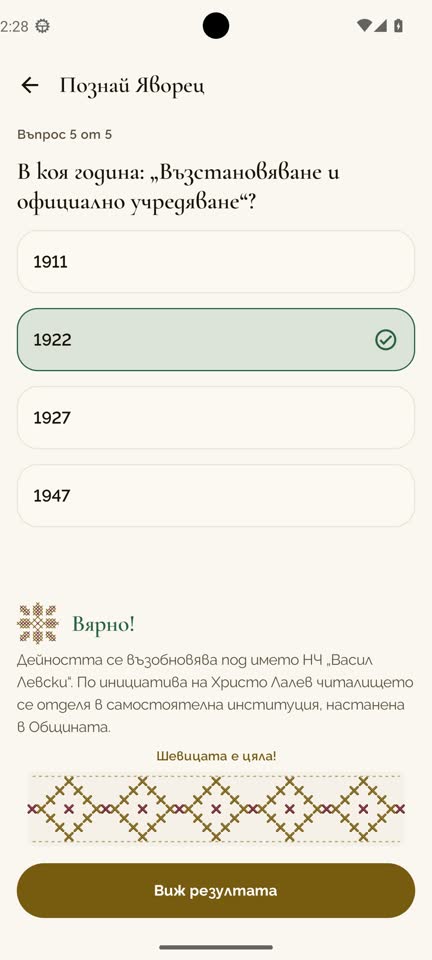 2:28
Познай Яворец
Въпрос 5 от 5
В коя година: „Възстановяване и
официално учредяване“?
1911
1922
1927
1947
Вярно!
Дейността се възобновява под името НЧ „Васил
Левски“. По инициатива на Христо Лалев читалището
се отделя в самостоятелна институция, настанена
в Общината.
Шевицата е цяла!
Виж резултата